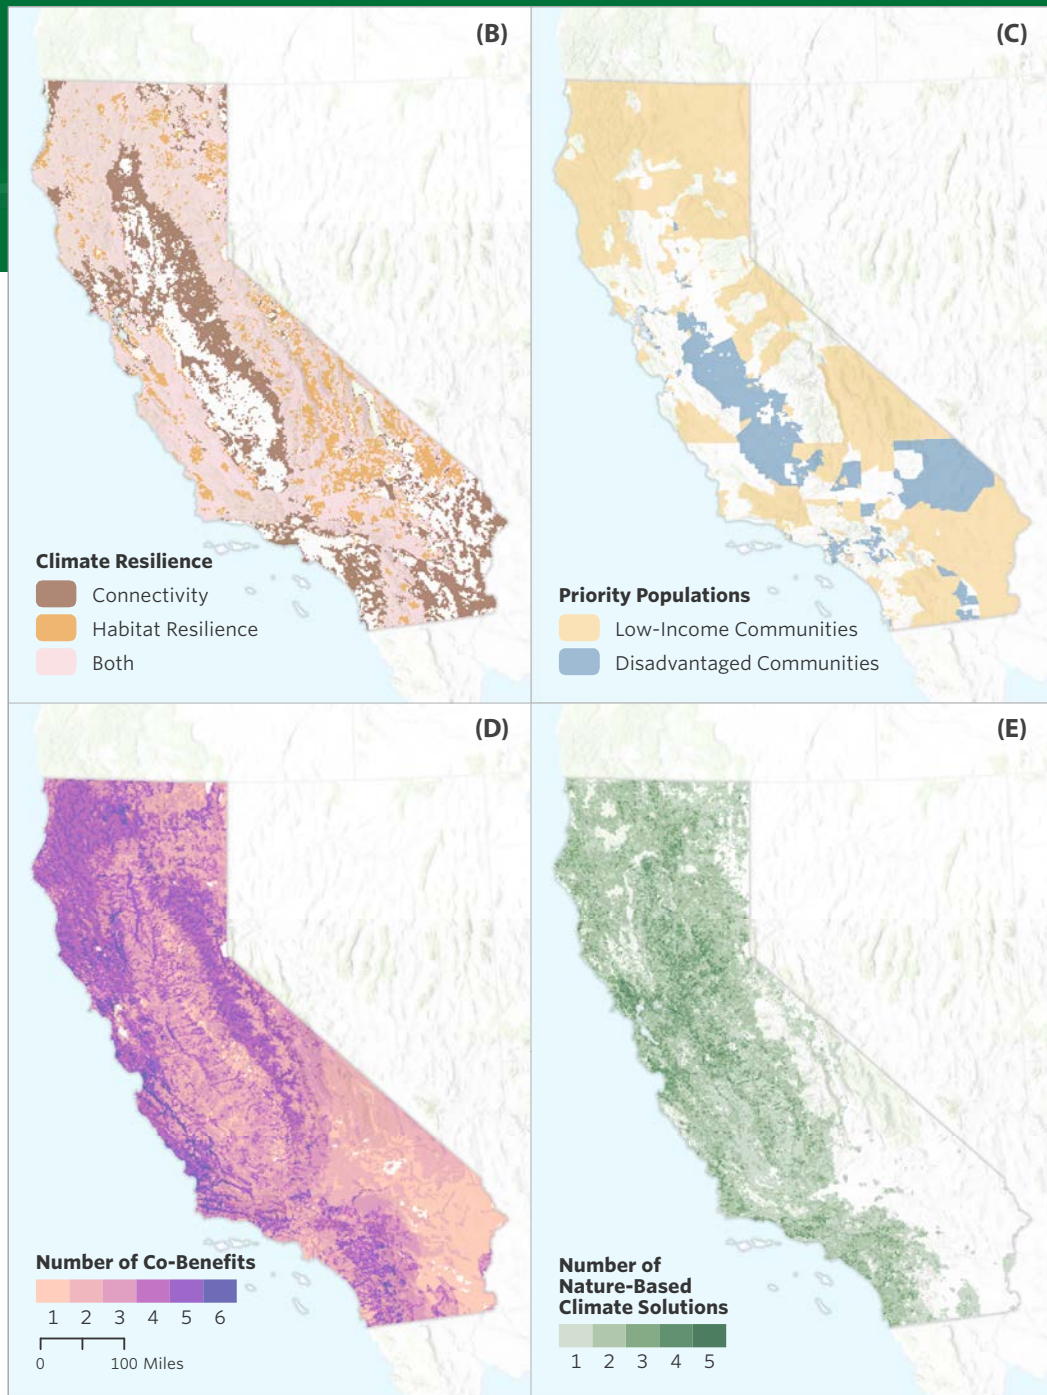 (B)
Climate Resilience
Connectivity
Habitat Resilience
Both
(C)
Priority Populations
Low-Income Communities
Disadvantaged Communities
(D)
Number of Co-Benefits
1 2 3 4 5 6
0 100 Miles
(E)
Number of
Nature-Based
Climate Solutions
1 2 3 4 5